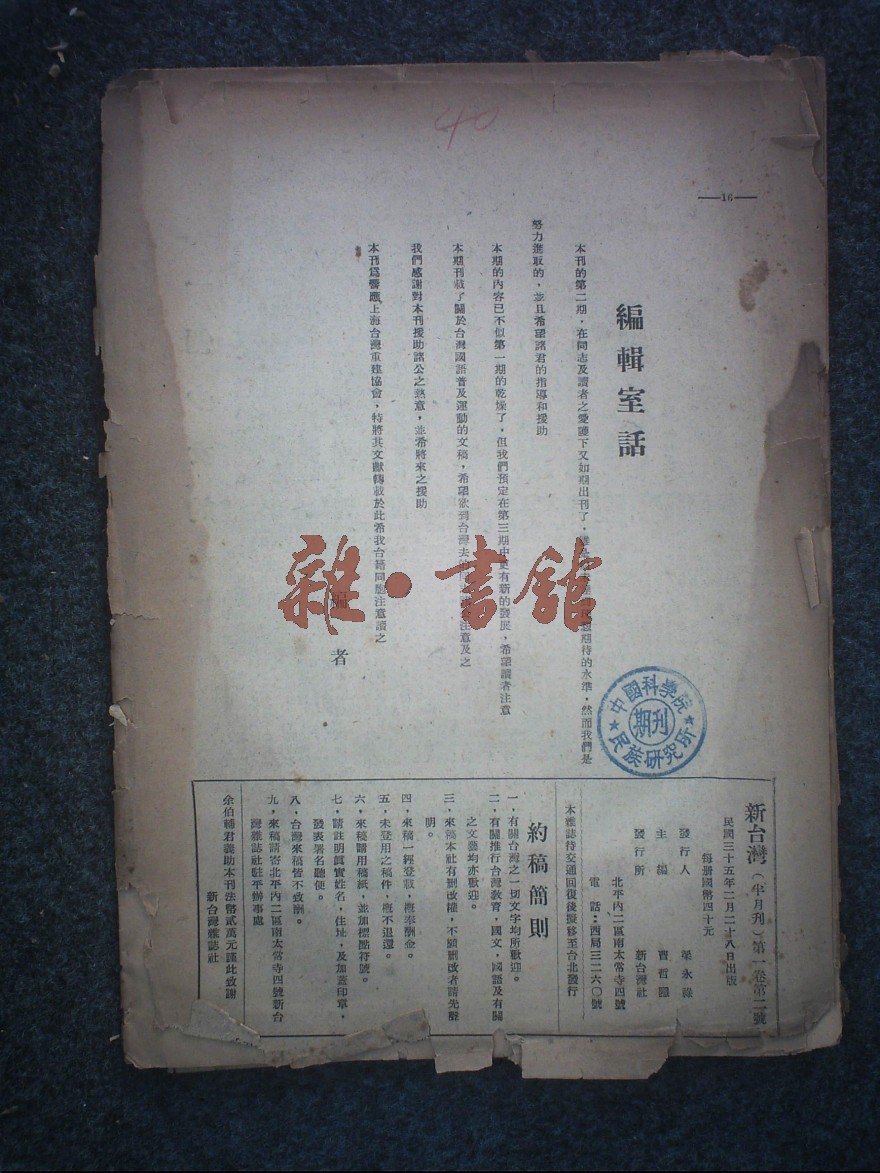 40
—16—
編輯室話
本刊的第二期，在同志及讀者之愛護下又如期出刊了，期待的水準，然而我們是
努力進取的，並且希望諸君的指導和援助
本期的內容已不似第一期的乾燥了，但我們預定在第三期中更有新的發展，希望讀者注意
本期刊載了關於台灣國語普及運動的文稿，希望欲到台灣去的注意及之
我們感謝對本刊援助諸公之熱意，並希將來之援助
本刊爲響應上海台灣重建協會，特將其文獻轉載於此希我台籍同胞注意讀之
編者
雜·書館
中國科學院
期刊
民族研究所
新台灣（半月刊）第一卷第二號
民國三十五年二月二十八日出版
每册國幣四十元
發行人 梁永祿
主編
發行所 新台灣社
北平內二區南太常寺四號
電話：西局三二六〇號
本雜誌待交通回復後擬移至台北發行
約稿簡則
一，有關台灣之一切文字均所歡迎。
二，有關推行台灣教育，國文，國語及有關
之文藝均亦歡迎。
三，來稿本社有删改權，不願删改者請先聲
明。
四，來稿一經登載，概奉酬金。
五，未登用之稿件，概不退還。
六，來稿請用稿紙，並加標點符號。
七，請註明眞實姓名，住址，及加蓋印章，
發表署名聽便。
八，台灣來稿皆不致酬。
九，來稿請寄北平內二區南太常寺四號新台
灣雜誌社駐平辦事處
余伯輔君義助本刊法幣貳萬元謹此致謝
新台灣雜誌社